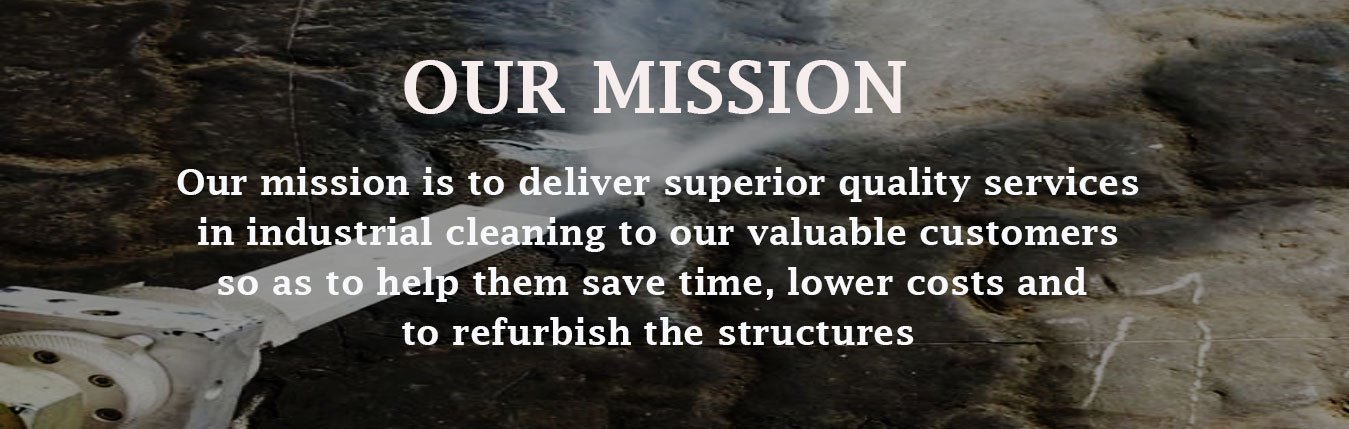 OUR MISSION
Our mission is to deliver superior quality services
in industrial cleaning to our valuable customers
so as to help them save time, lower costs and
to refurbish the structures